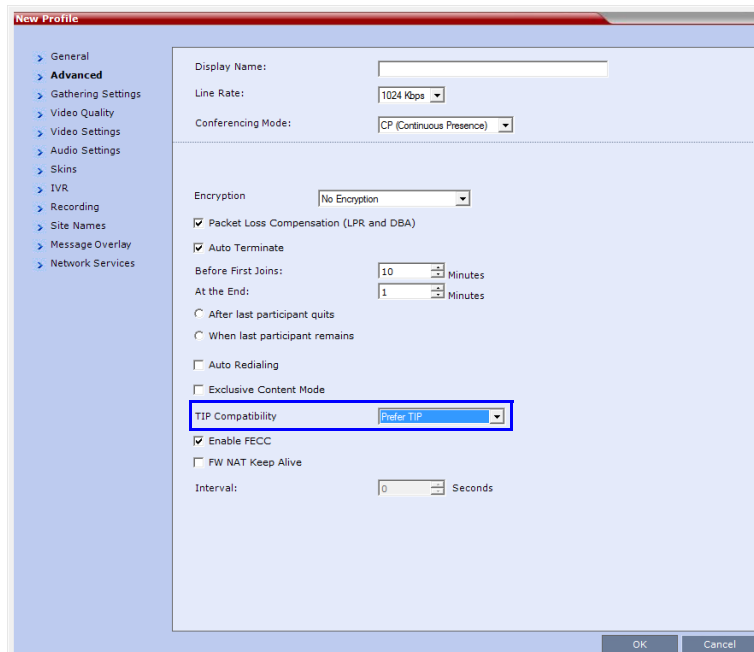 New Profile
General
Advanced
Gathering Settings
Video Quality
Video Settings
Audio Settings
Skins
IVR
Recording
Site Names
Message Overlay
Network Services
Display Name:
Line Rate: 1024 Kbps
Conferencing Mode: CP (Continuous Presence)
Encryption No Encryption
Packet Loss Compensation (LPR and DBA)
Auto Terminate
Before First Joins: 10 Minutes
At the End: 1 Minutes
After last participant quits
When last participant remains
Auto Redialing
Exclusive Content Mode
TIP Compatibility Prefer TIP
Enable FECC
FW NAT Keep Alive
Interval: 0 Seconds
OK Cancel